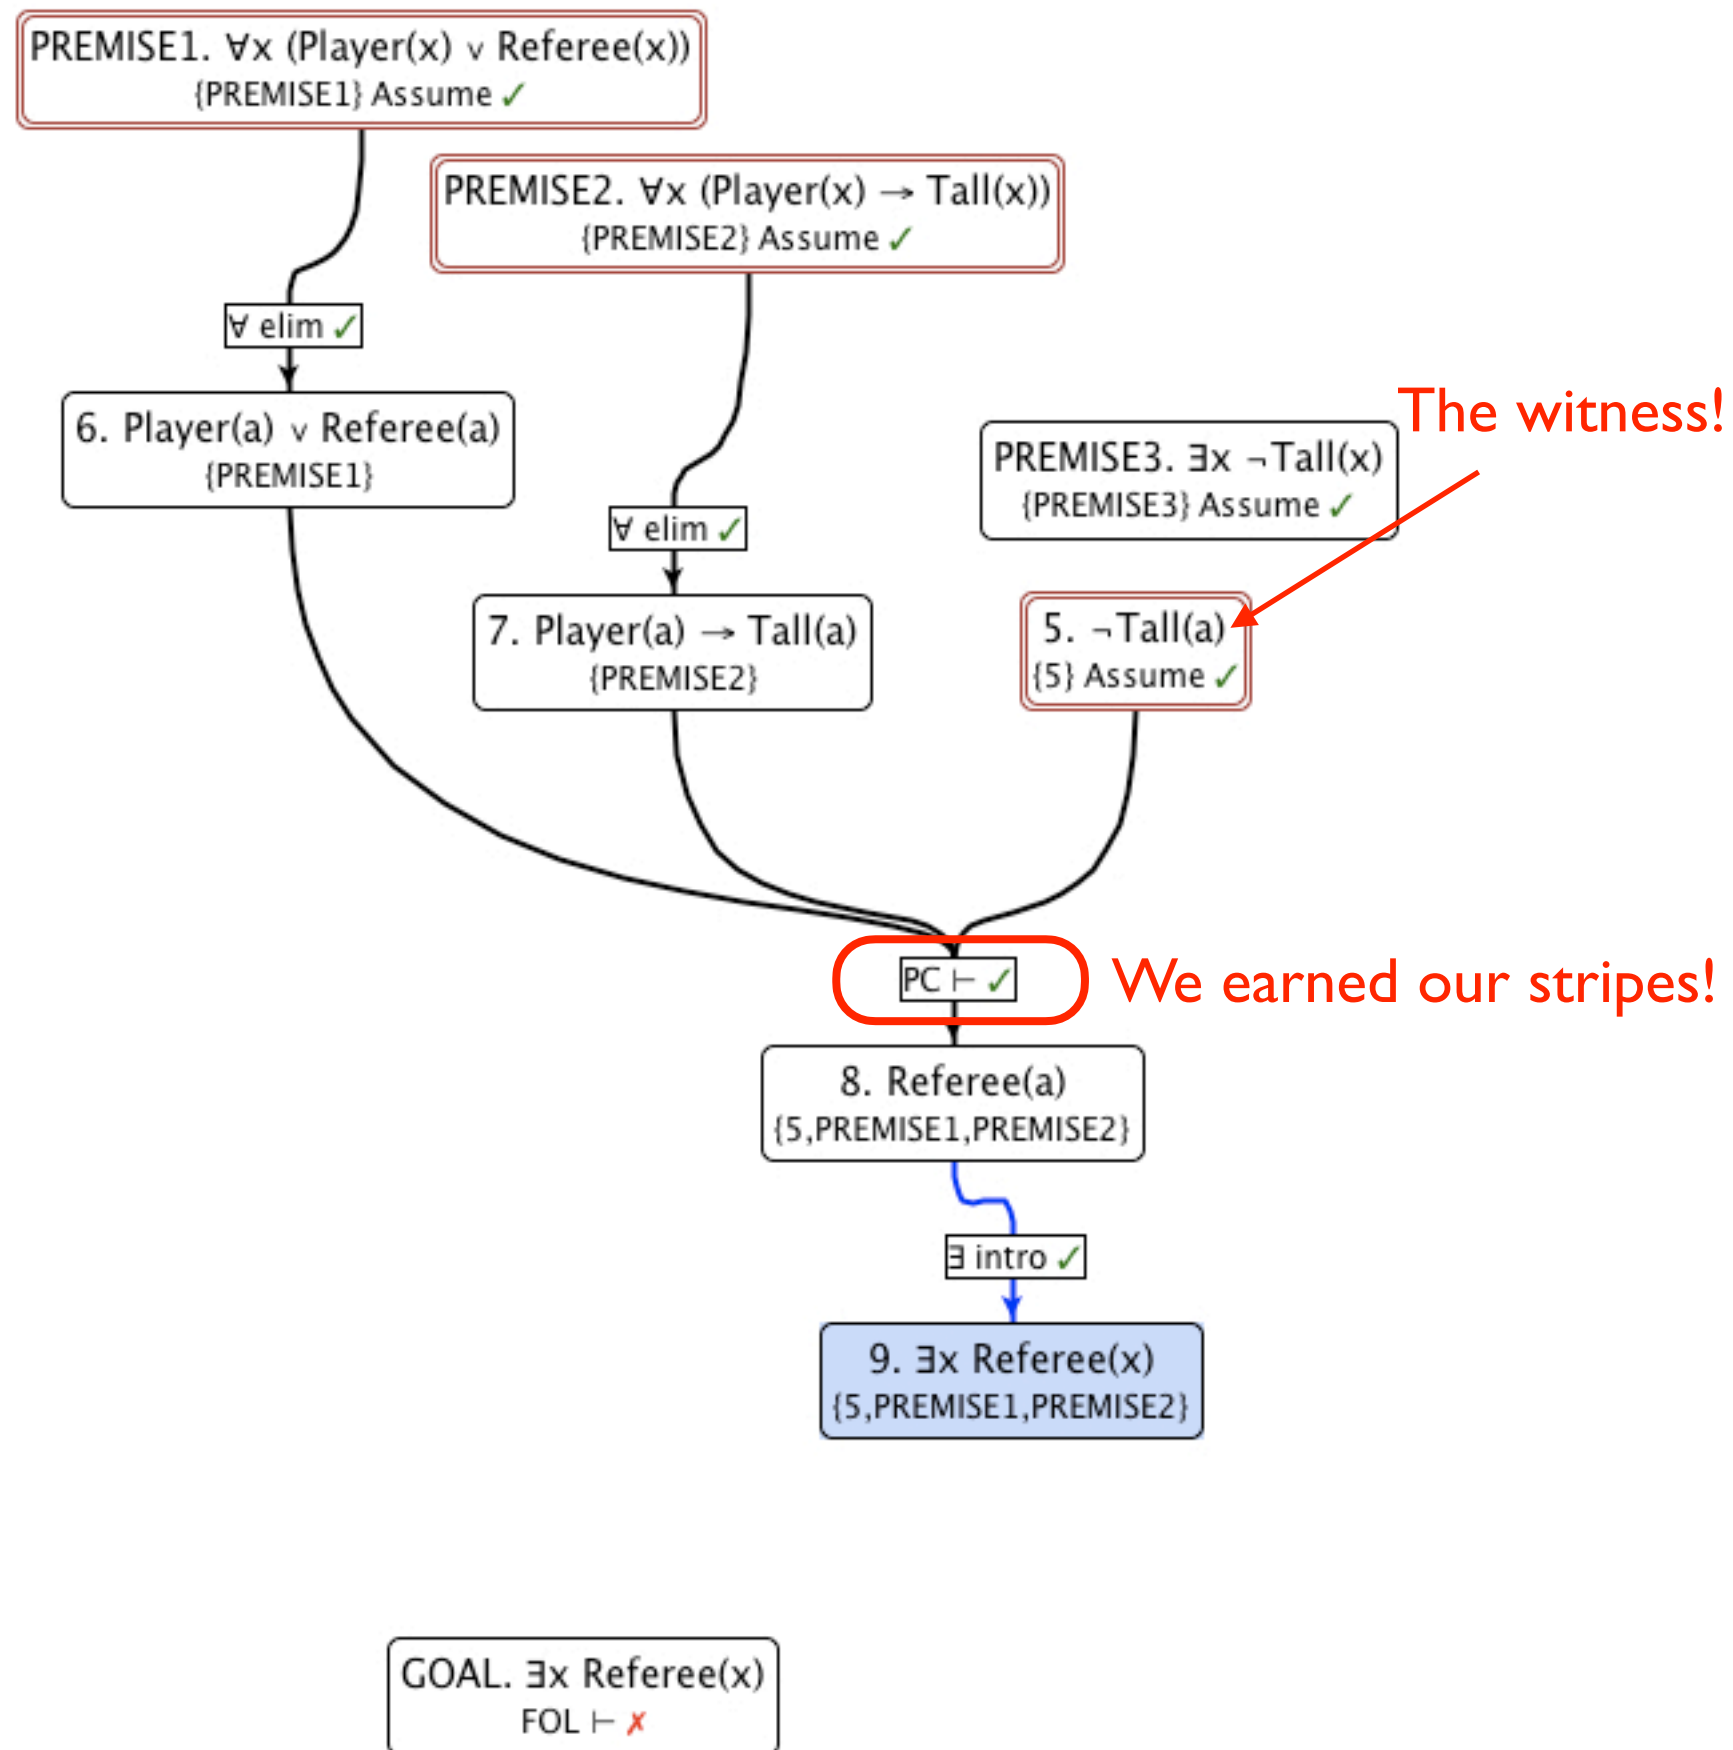 PREMISE1. ∀x (Player(x) ∨ Referee(x))
{PREMISE1} Assume ✓
PREMISE2. ∀x (Player(x) → Tall(x))
{PREMISE2} Assume ✓
∀ elim ✓
6. Player(a) ∨ Referee(a)
{PREMISE1}
The witness!
PREMISE3. ∃x ¬Tall(x)
{PREMISE3} Assume ✓
∀ elim ✓
7. Player(a) → Tall(a)
{PREMISE2}
5. ¬Tall(a)
{5} Assume ✓
PC ⊢ ✓
We earned our stripes!
8. Referee(a)
{5,PREMISE1,PREMISE2}
∃ intro ✓
9. ∃x Referee(x)
{5,PREMISE1,PREMISE2}
GOAL. ∃x Referee(x)
FOL ⊢ ✗